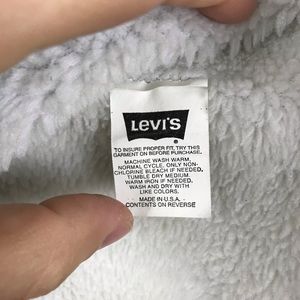 LEVI'S
TO INSURE PROPER FIT, TRY THIS
GARMENT ON BEFORE PURCHASE.
MACHINE WASH WARM,
NORMAL CYCLE, ONLY NON-
CHLORINE BLEACH IF NEEDED,
TUMBLE DRY MEDIUM,
WARM IRON IF NEEDED.
WASH AND DRY WITH
LIKE COLORS.
MADE IN U.S.A. -
CONTENTS ON REVERSE